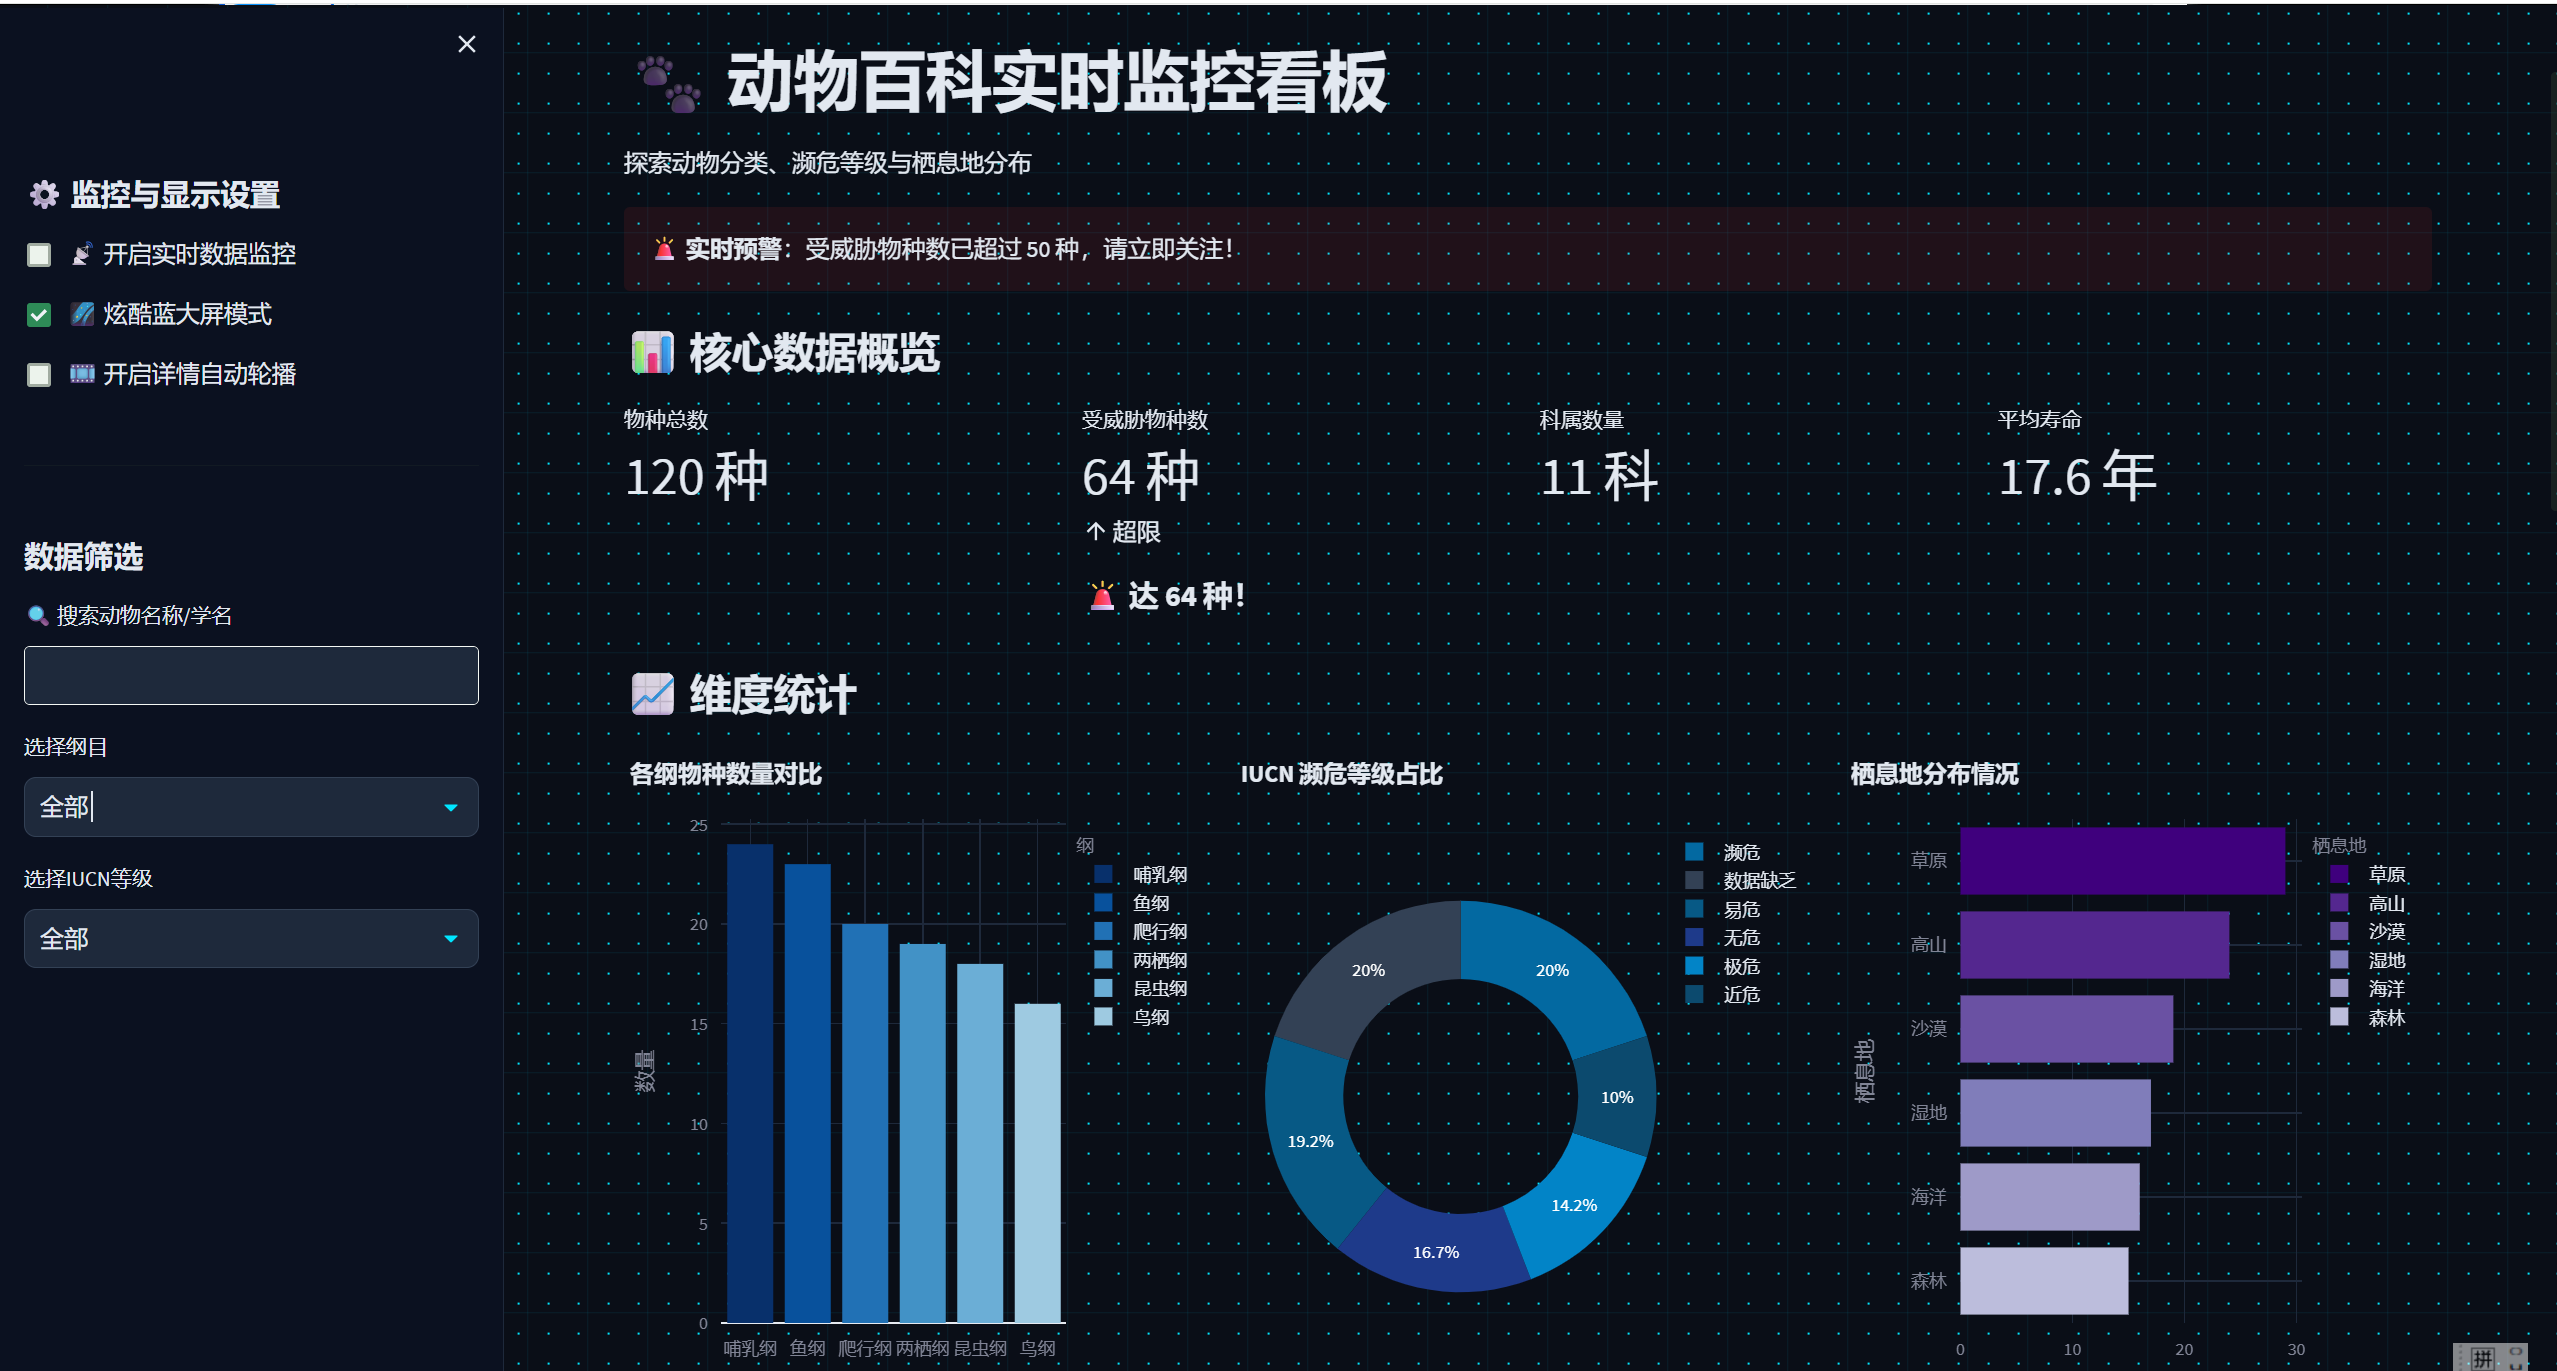 监控与显示设置
开启实时数据监控
炫酷蓝大屏模式
开启详情自动轮播
数据筛选
搜索动物名称/学名
选择纲目
全部
选择IUCN等级
全部
动物百科实时监控看板
探索动物分类、濒危等级与栖息地分布
实时预警：受威胁物种数已超过 50 种，请立即关注！
核心数据概览
物种总数
120 种
受威胁物种数
64 种
↑ 超限
达 64 种！
科属数量
11 科
平均寿命
17.6 年
维度统计
各纲物种数量对比
数量
25
20
15
10
5
0
哺乳纲 鱼纲 爬行纲 两栖纲 昆虫纲 鸟纲
纲
哺乳纲
鱼纲
爬行纲
两栖纲
昆虫纲
鸟纲
IUCN 濒危等级占比
20%
20%
10%
19.2%
14.2%
16.7%
濒危
数据缺乏
易危
无危
极危
近危
栖息地分布情况
栖息地
草原
高山
沙漠
湿地
海洋
森林
0 10 20 30
栖息地
草原
高山
沙漠
湿地
海洋
森林
拼